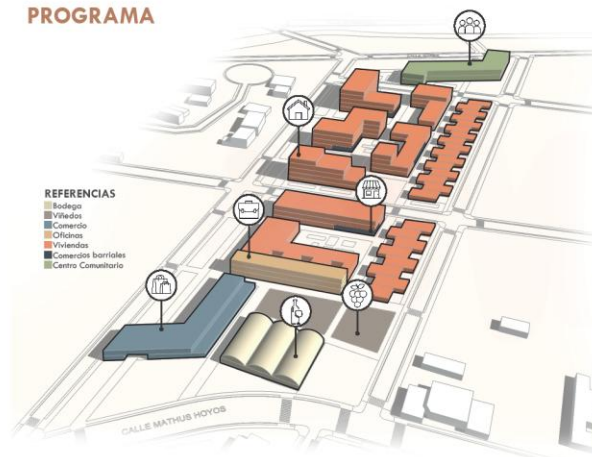 PROGRAMA
REFERENCIAS
Bodega
Viñedos
Comercio
Oficinas
Viviendas
Comercios barriales
Centro Comunitario
CALLE MATHUS HOYOS